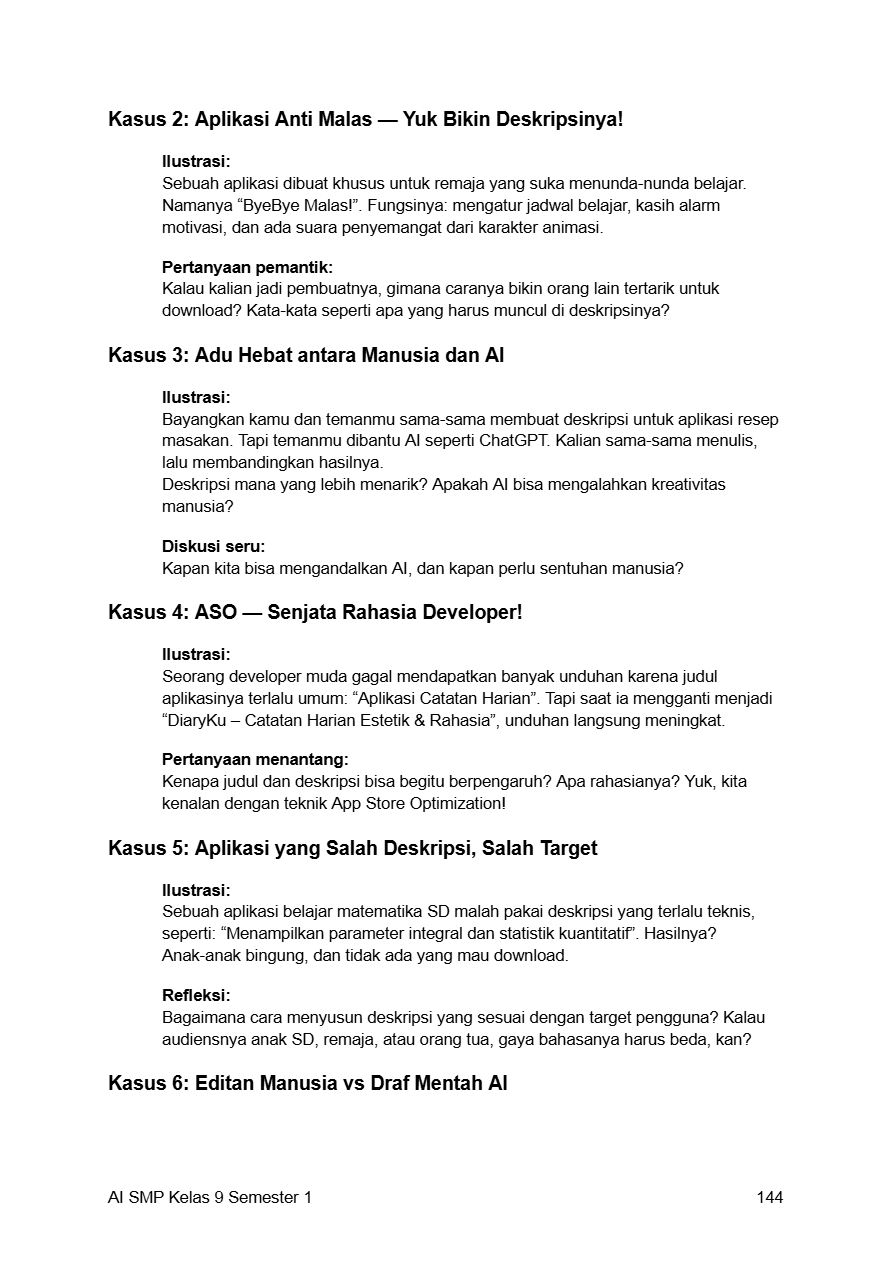 Kasus 2: Aplikasi Anti Malas — Yuk Bikin Deskripsinya!
Ilustrasi:
Sebuah aplikasi dibuat khusus untuk remaja yang suka menunda-nunda belajar.
Namanya “ByeBye Malas!”. Fungsinya: mengatur jadwal belajar, kasih alarm
motivasi, dan ada suara penyemangat dari karakter animasi.
Pertanyaan pemantik:
Kalau kalian jadi pembuatnya, gimana caranya bikin orang lain tertarik untuk
download? Kata-kata seperti apa yang harus muncul di deskripsinya?
Kasus 3: Adu Hebat antara Manusia dan AI
Ilustrasi:
Bayangkan kamu dan temanmu sama-sama membuat deskripsi untuk aplikasi resep
masakan. Tapi temanmu dibantu AI seperti ChatGPT. Kalian sama-sama menulis,
lalu membandingkan hasilnya.
Deskripsi mana yang lebih menarik? Apakah AI bisa mengalahkan kreativitas
manusia?
Diskusi seru:
Kapan kita bisa mengandalkan AI, dan kapan perlu sentuhan manusia?
Kasus 4: ASO — Senjata Rahasia Developer!
Ilustrasi:
Seorang developer muda gagal mendapatkan banyak unduhan karena judul
aplikasinya terlalu umum: “Aplikasi Catatan Harian”. Tapi saat ia mengganti menjadi
“DiaryKu – Catatan Harian Estetik & Rahasia”, unduhan langsung meningkat.
Pertanyaan menantang:
Kenapa judul dan deskripsi bisa begitu berpengaruh? Apa rahasianya? Yuk, kita
kenalan dengan teknik App Store Optimization!
Kasus 5: Aplikasi yang Salah Deskripsi, Salah Target
Ilustrasi:
Sebuah aplikasi belajar matematika SD malah pakai deskripsi yang terlalu teknis,
seperti: “Menampilkan parameter integral dan statistik kuantitatif”. Hasilnya?
Anak-anak bingung, dan tidak ada yang mau download.
Refleksi:
Bagaimana cara menyusun deskripsi yang sesuai dengan target pengguna? Kalau
audiensnya anak SD, remaja, atau orang tua, gaya bahasanya harus beda, kan?
Kasus 6: Editan Manusia vs Draf Mentah AI
AI SMP Kelas 9 Semester 1 144